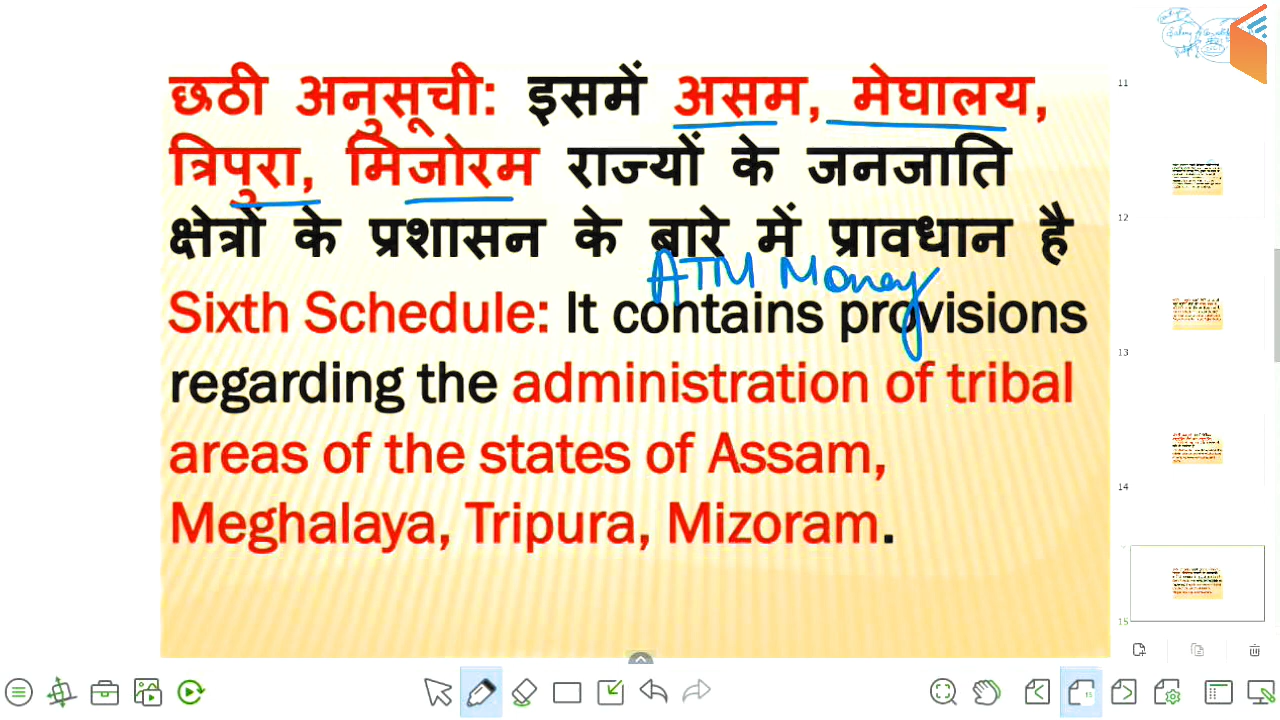 छठी अनुसूची: इसमें असम, मेघालय,
त्रिपुरा, मिजोरम राज्यों के जनजाति
क्षेत्रों के प्रशासन के बारे में प्रावधान है
ATM Money
Sixth Schedule: It contains provisions
regarding the administration of tribal
areas of the states of Assam,
Meghalaya, Tripura, Mizoram.
11
12
13
14
15
15